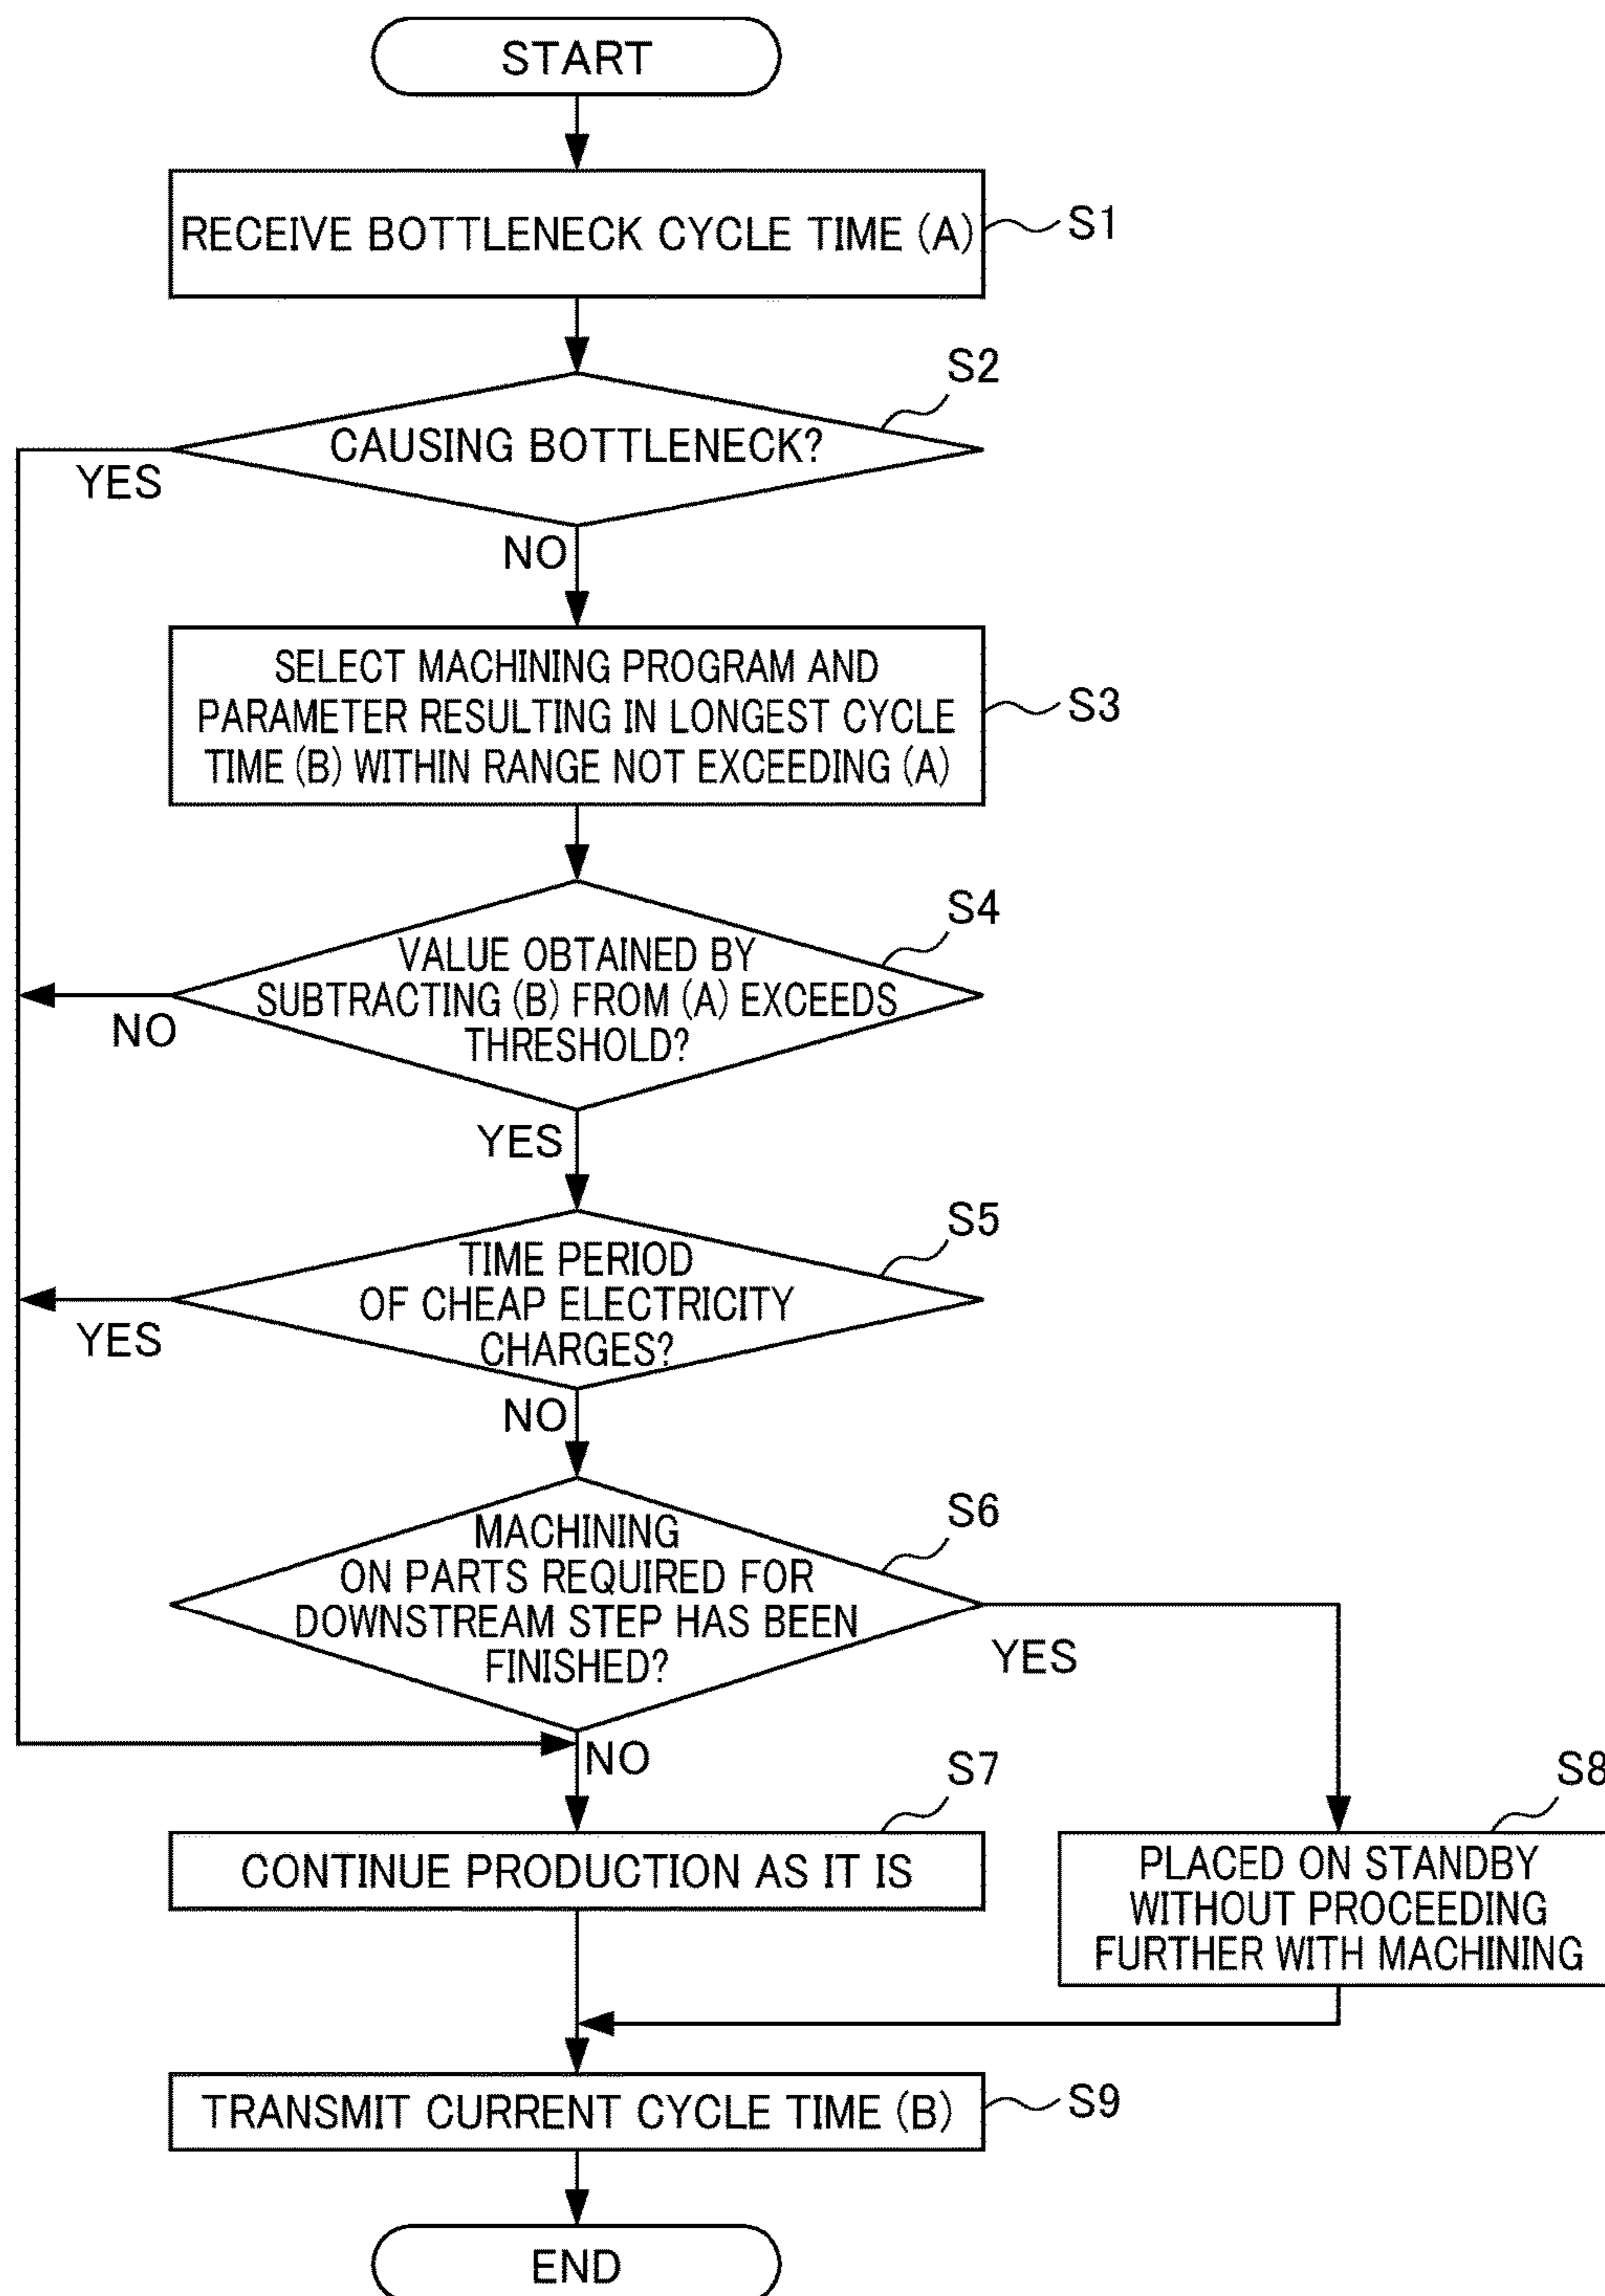 START
RECEIVE BOTTLENECK CYCLE TIME (A)
S1
S2
CAUSING BOTTLENECK?
YES
NO
SELECT MACHINING PROGRAM AND
PARAMETER RESULTING IN LONGEST CYCLE
TIME (B) WITHIN RANGE NOT EXCEEDING (A)
S3
S4
VALUE OBTAINED BY
SUBTRACTING (B) FROM (A) EXCEEDS
THRESHOLD?
NO
YES
S5
TIME PERIOD
OF CHEAP ELECTRICITY
CHARGES?
YES
NO
S6
MACHINING
ON PARTS REQUIRED FOR
DOWNSTREAM STEP HAS BEEN
FINISHED?
YES
NO
S7
CONTINUE PRODUCTION AS IT IS
S8
PLACED ON STANDBY
WITHOUT PROCEEDING
FURTHER WITH MACHINING
TRANSMIT CURRENT CYCLE TIME (B)
S9
END